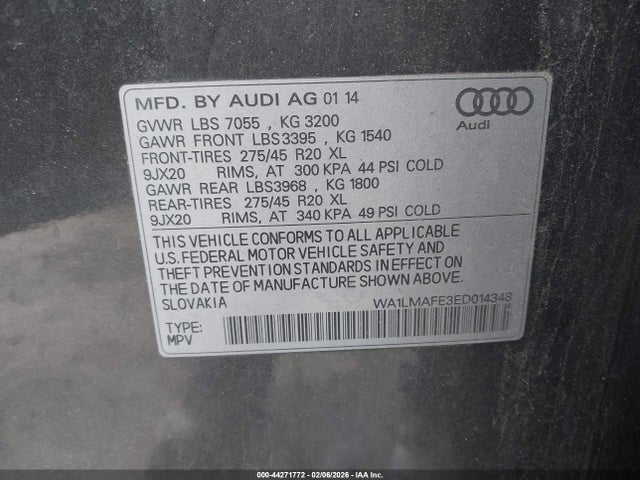 MFD. BY AUDI AG 01 14
GVWR LBS 7055 , KG 3200
GAWR FRONT LBS3395 , KG 1540
FRONT-TIRES 275/45 R20 XL
9JX20 RIMS, AT 300 KPA 44 PSI COLD
GAWR REAR LBS3968 , KG 1800
REAR-TIRES 275/45 R20 XL
9JX20 RIMS, AT 340 KPA 49 PSI COLD
Audi
THIS VEHICLE CONFORMS TO ALL APPLICABLE
U.S.FEDERAL MOTOR VEHICLE SAFETY AND
THEFT PREVENTION STANDARDS IN EFFECT ON
THE DATE OF MANUFACTURE SHOWN ABOVE.
SLOVAKIA WA1LMAFE3ED014348
TYPE:
MPV
000-44271772 - 02/06/2026 - IAA Inc.